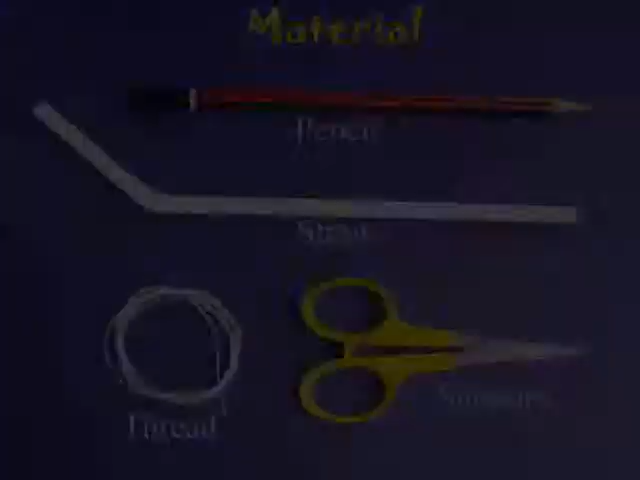 Material
Pencil
Straw
Thread
Scissors